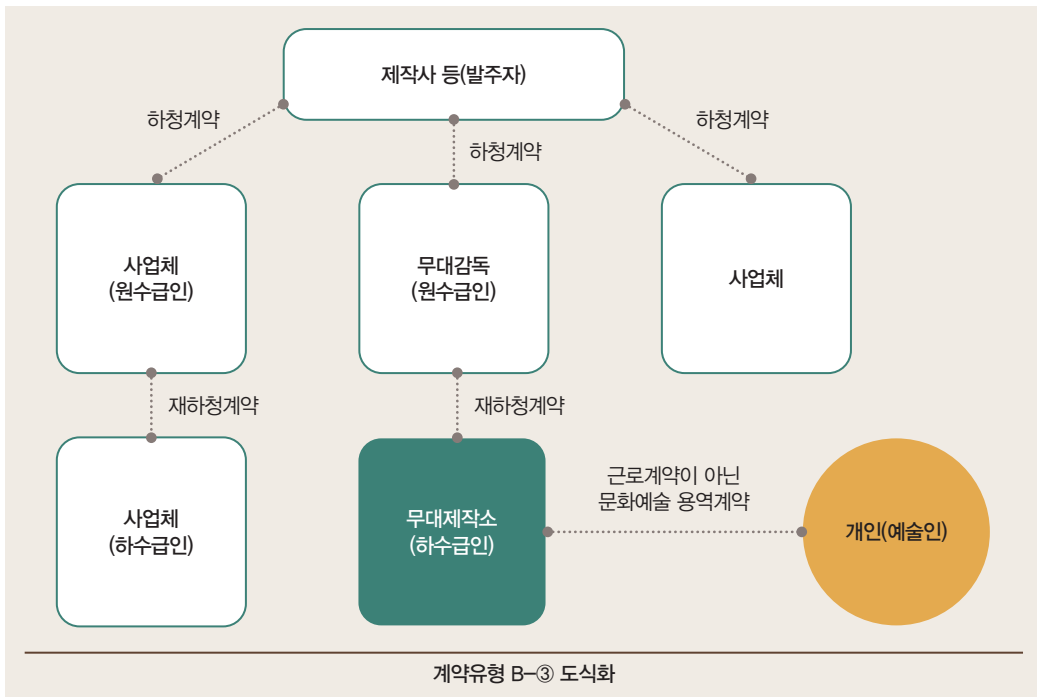 제작사 등(발주자)
하청계약
하청계약
하청계약
사업체
(원수급인)
무대감독
(원수급인)
사업체
재하청계약
재하청계약
사업체
(하수급인)
무대제작소
(하수급인)
근로계약이 아닌
문화예술 용역계약
개인(예술인)
계약유형 B-③ 도식화